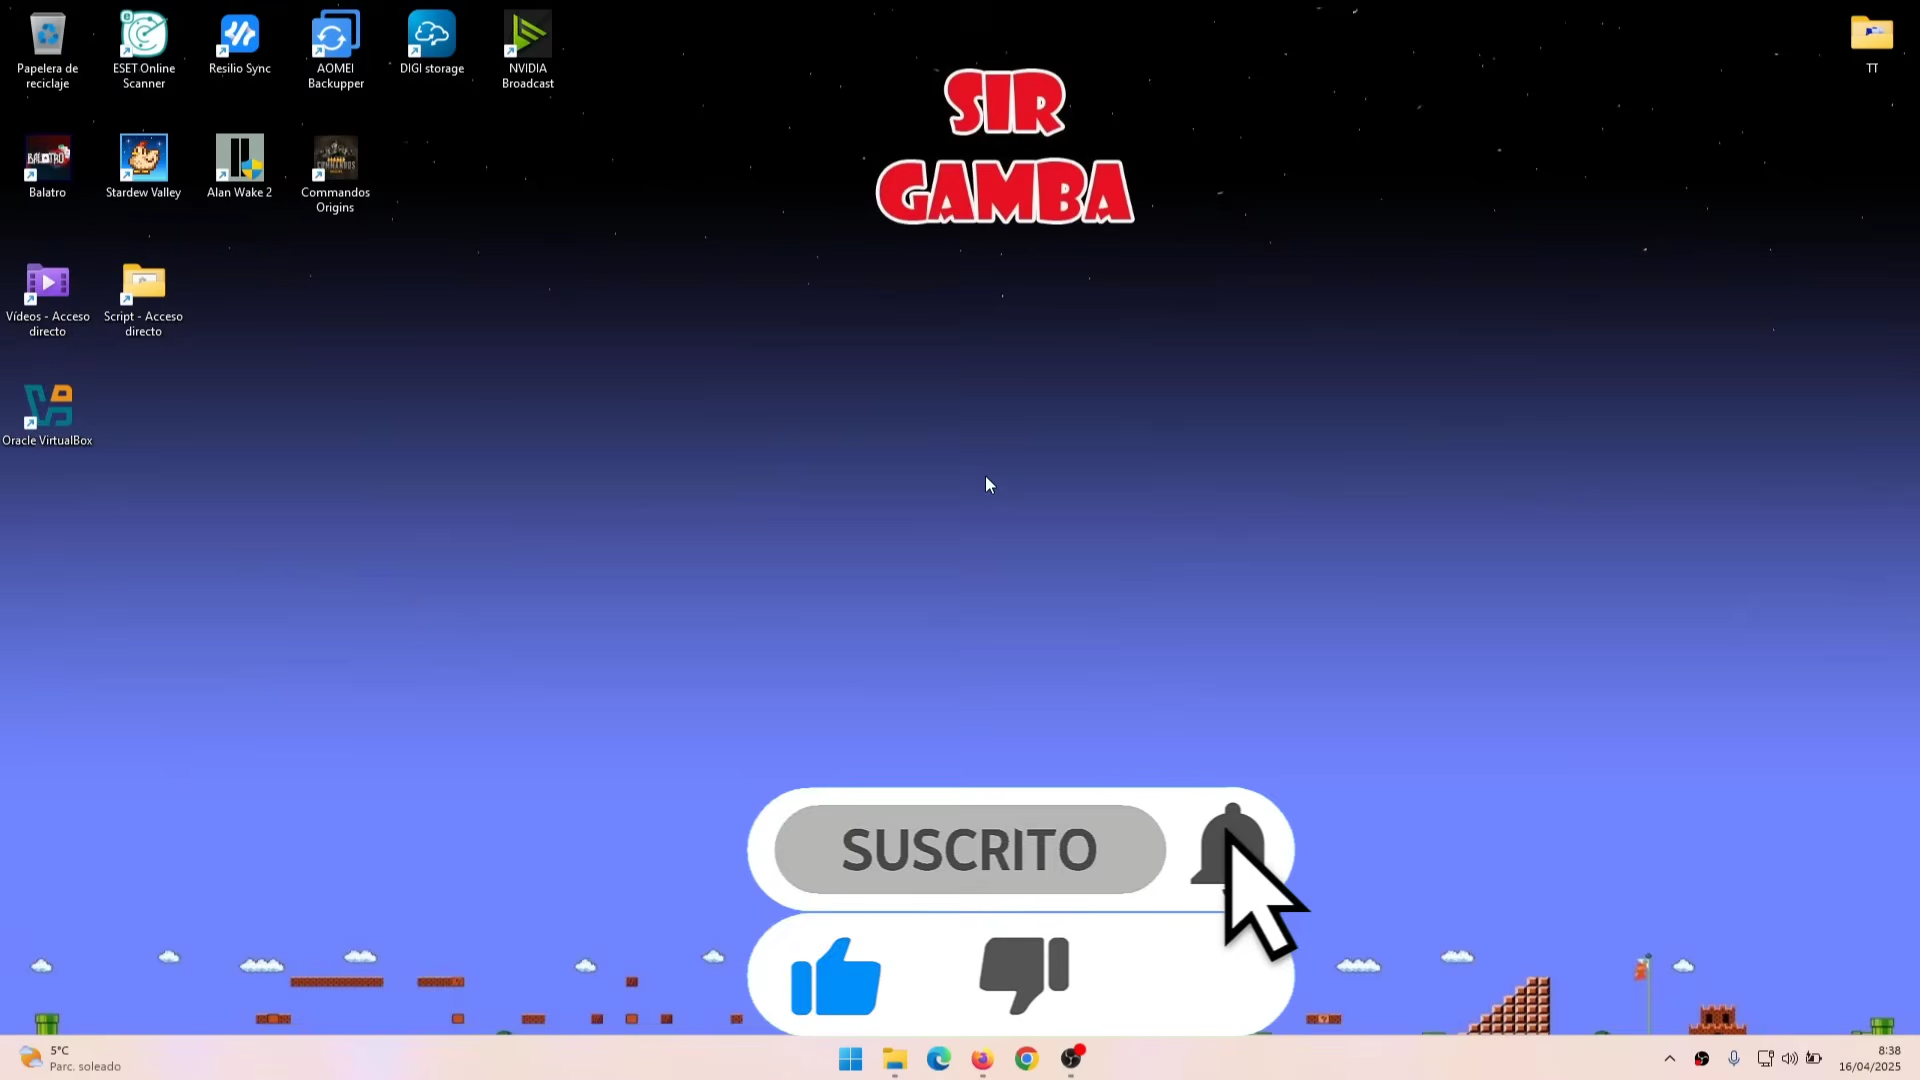 Papelera de
reciclaje
ESET Online
Scanner
Resilio Sync
AOMEI
Backupper
DIGI storage
NVIDIA
Broadcast
TT
SIR
GAMBA
BALATRO
Balatro
Stardew Valley
Alan Wake 2
COMMANDOS
Commandos
Origins
Vídeos - Acceso
directo
Script - Acceso
directo
Oracle VirtualBox
SUSCRITO
5°C
Parc. soleado
8:38
16/04/2025